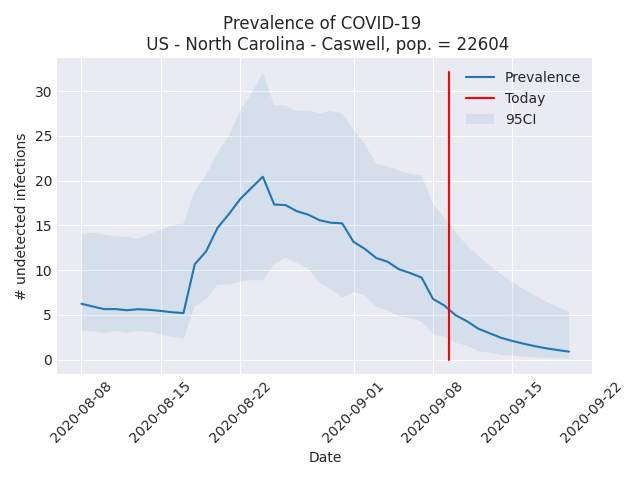 Prevalence of COVID-19
US - North Carolina - Caswell, pop. = 22604
# undetected infections
30
25
20
15
10
5
0
Prevalence
Today
95CI
2020-08-08
2020-08-15
2020-08-22
2020-09-01
2020-09-08
2020-09-15
2020-09-22
Date